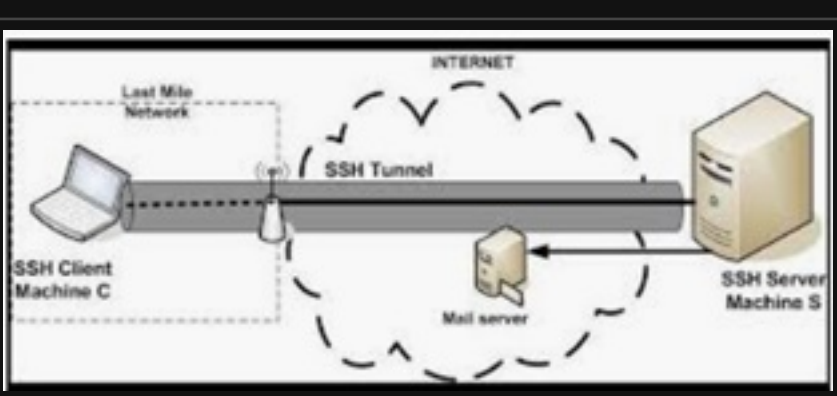 INTERNET
Last Mile
Network
SSH Tunnel
SSH Client
Machine C
Mail server
SSH Server
Machine S